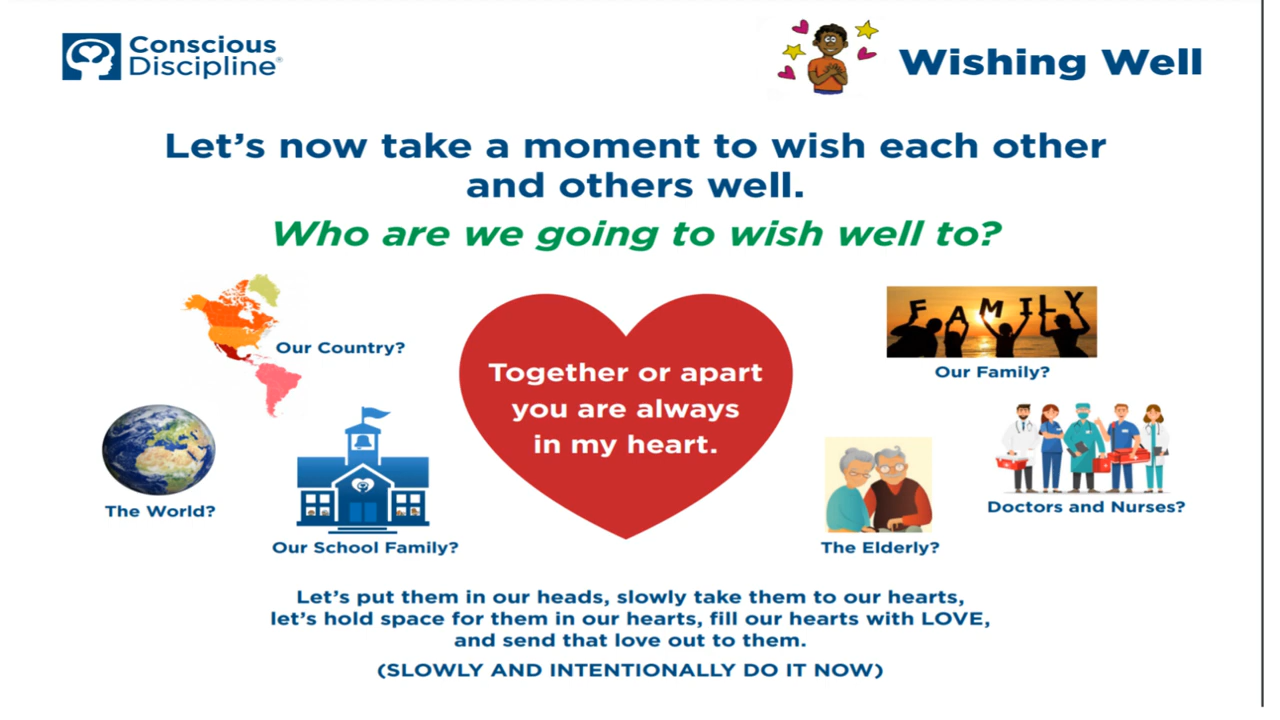 Conscious
Discipline®
Wishing Well
Let's now take a moment to wish each other
and others well.
Who are we going to wish well to?
Our Country?
FAMILY
Our Family?
Together or apart
you are always
in my heart.
The World?
Our School Family?
The Elderly?
Doctors and Nurses?
Let's put them in our heads, slowly take them to our hearts,
let's hold space for them in our hearts, fill our hearts with LOVE,
and send that love out to them.
(SLOWLY AND INTENTIONALLY DO IT NOW)